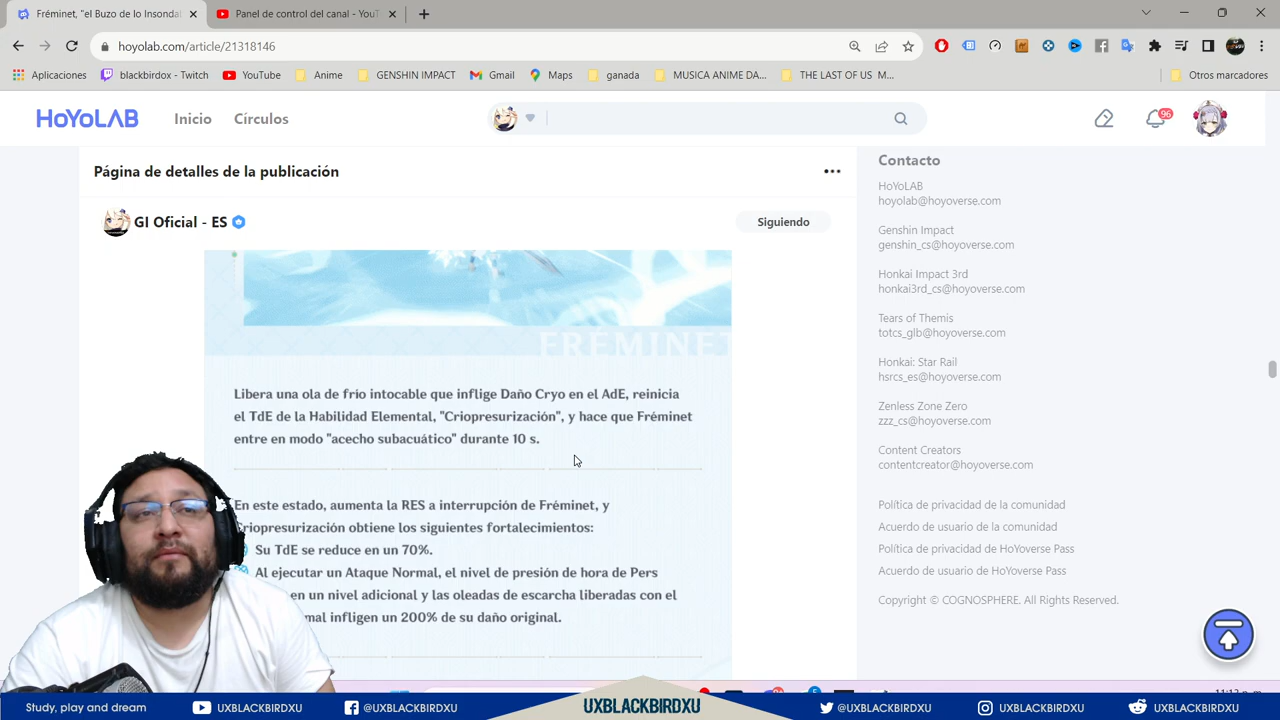 Fréminet, "el Buzo de lo Insondal
Panel de control del canal - YouT
hoyolab.com/article/21318146
Aplicaciones
blackbirdox - Twitch
YouTube
Anime
GENSHIN IMPACT
Gmail
Maps
ganada
MUSICA ANIME DA...
THE LAST OF US M...
Otros marcadores
HoYoLAB
Inicio
Círculos
96
Página de detalles de la publicación
GI Oficial - ES
Siguiendo
FRÉMINET
Libera una ola de frío intocable que inflige Daño Cryo en el AdE, reinicia
el TdE de la Habilidad Elemental, "Criopresurización", y hace que Fréminet
entre en modo "acecho subacuático" durante 10 s.
En este estado, aumenta la RES a interrupción de Fréminet, y
Criopresurización obtiene los siguientes fortalecimientos:
Su TdE se reduce en un 70%.
Al ejecutar un Ataque Normal, el nivel de presión de hora de Pers
en un nivel adicional y las oleadas de escarcha liberadas con el
mal infligen un 200% de su daño original.
Contacto
HoYoLAB
hoyolab@hoyoverse.com
Genshin Impact
genshin_cs@hoyoverse.com
Honkai Impact 3rd
honkai3rd_cs@hoyoverse.com
Tears of Themis
totcs_glb@hoyoverse.com
Honkai: Star Rail
hsrcs_es@hoyoverse.com
Zenless Zone Zero
zzz_cs@hoyoverse.com
Content Creators
contentcreator@hoyoverse.com
Política de privacidad de la comunidad
Acuerdo de usuario de la comunidad
Política de privacidad de HoYoverse Pass
Acuerdo de usuario de HoYoverse Pass
Copyright © COGNOSPHERE. All Rights Reserved.
Study, play and dream
UXBLACKBIRDXU
@UXBLACKBIRDXU
UXBLACKBIRDXU
@UXBLACKBIRDXU
UXBLACKBIRDXU
UXBLACKBIRDXU